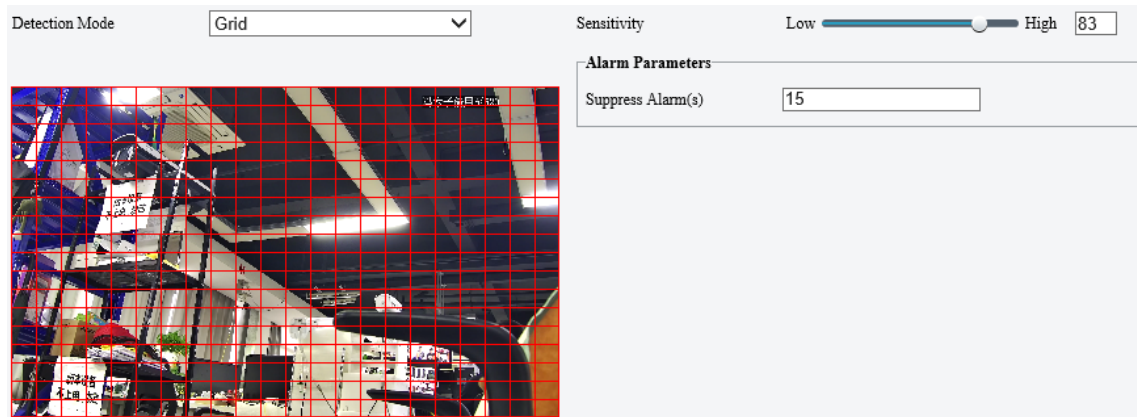 Detection Mode
Grid
Sensitivity
Low
High
83
Alarm Parameters
Suppress Alarm(s)
15